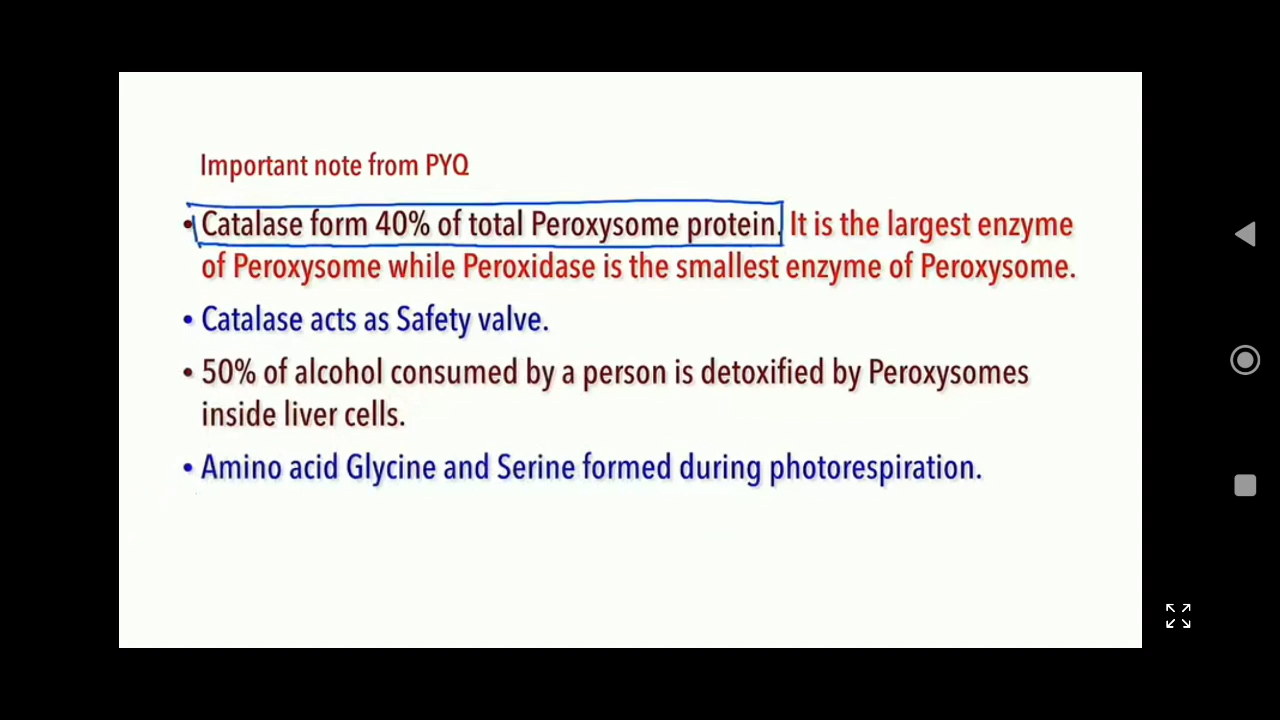 Important note from PYQ
• Catalase form 40% of total Peroxysome protein. It is the largest enzyme
of Peroxysome while Peroxidase is the smallest enzyme of Peroxysome.
• Catalase acts as Safety valve.
• 50% of alcohol consumed by a person is detoxified by Peroxysomes
inside liver cells.
• Amino acid Glycine and Serine formed during photorespiration.